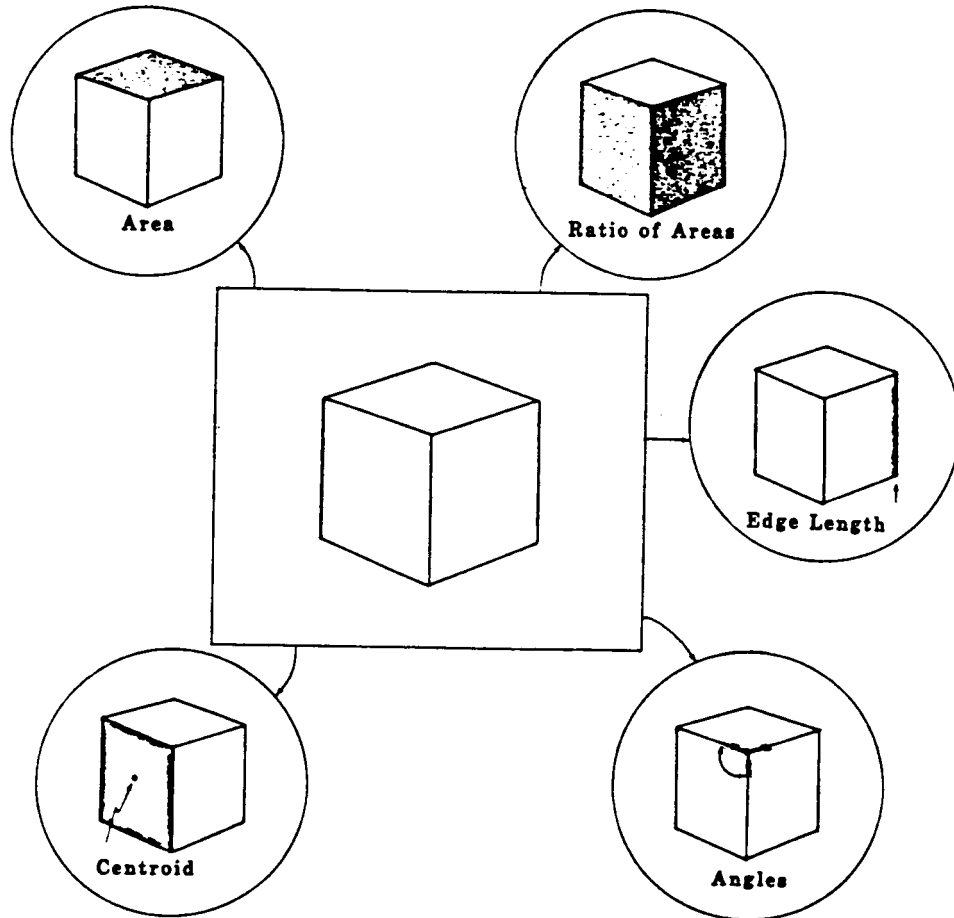 Area
Ratio of Areas
Edge Length
Centroid
Angles